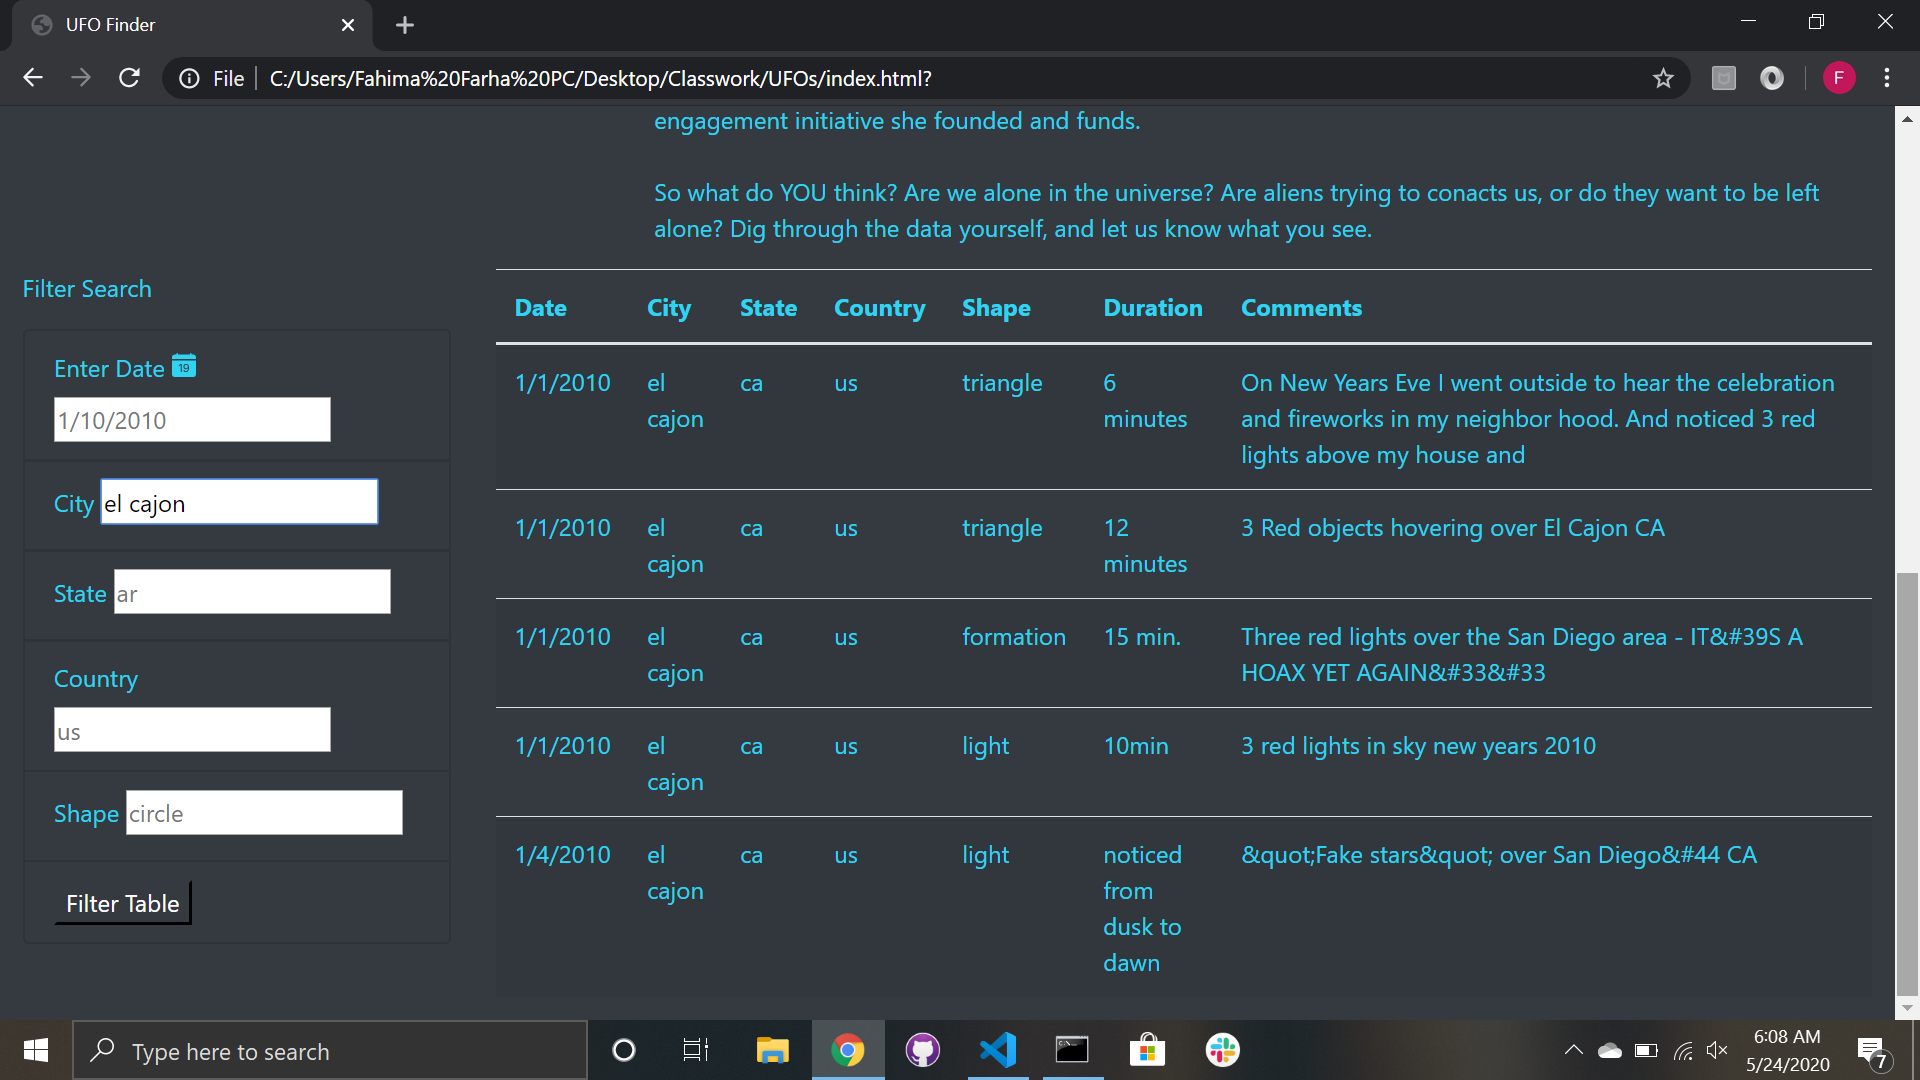 UFO Finder
File
C:/Users/Fahima%20Farha%20PC/Desktop/Classwork/UFOs/index.html?
F
engagement initiative she founded and funds.
So what do YOU think? Are we alone in the universe? Are aliens trying to conacts us, or do they want to be left
alone? Dig through the data yourself, and let us know what you see.
Filter Search
Enter Date 19
1/10/2010
City el cajon
State ar
Country
us
Shape circle
Filter Table
Date City State Country Shape Duration Comments
1/1/2010 el cajon ca us triangle 6 minutes On New Years Eve I went outside to hear the celebration
and fireworks in my neighbor hood. And noticed 3 red
lights above my house and
1/1/2010 el cajon ca us triangle 12 minutes 3 Red objects hovering over El Cajon CA
1/1/2010 el cajon ca us formation 15 min. Three red lights over the San Diego area - IT&#39S A
HOAX YET AGAIN&#33&#33
1/1/2010 el cajon ca us light 10min 3 red lights in sky new years 2010
1/4/2010 el cajon ca us light noticed from dusk to dawn &quot;Fake stars&quot; over San Diego&#44 CA
Type here to search
6:08 AM
5/24/2020
7